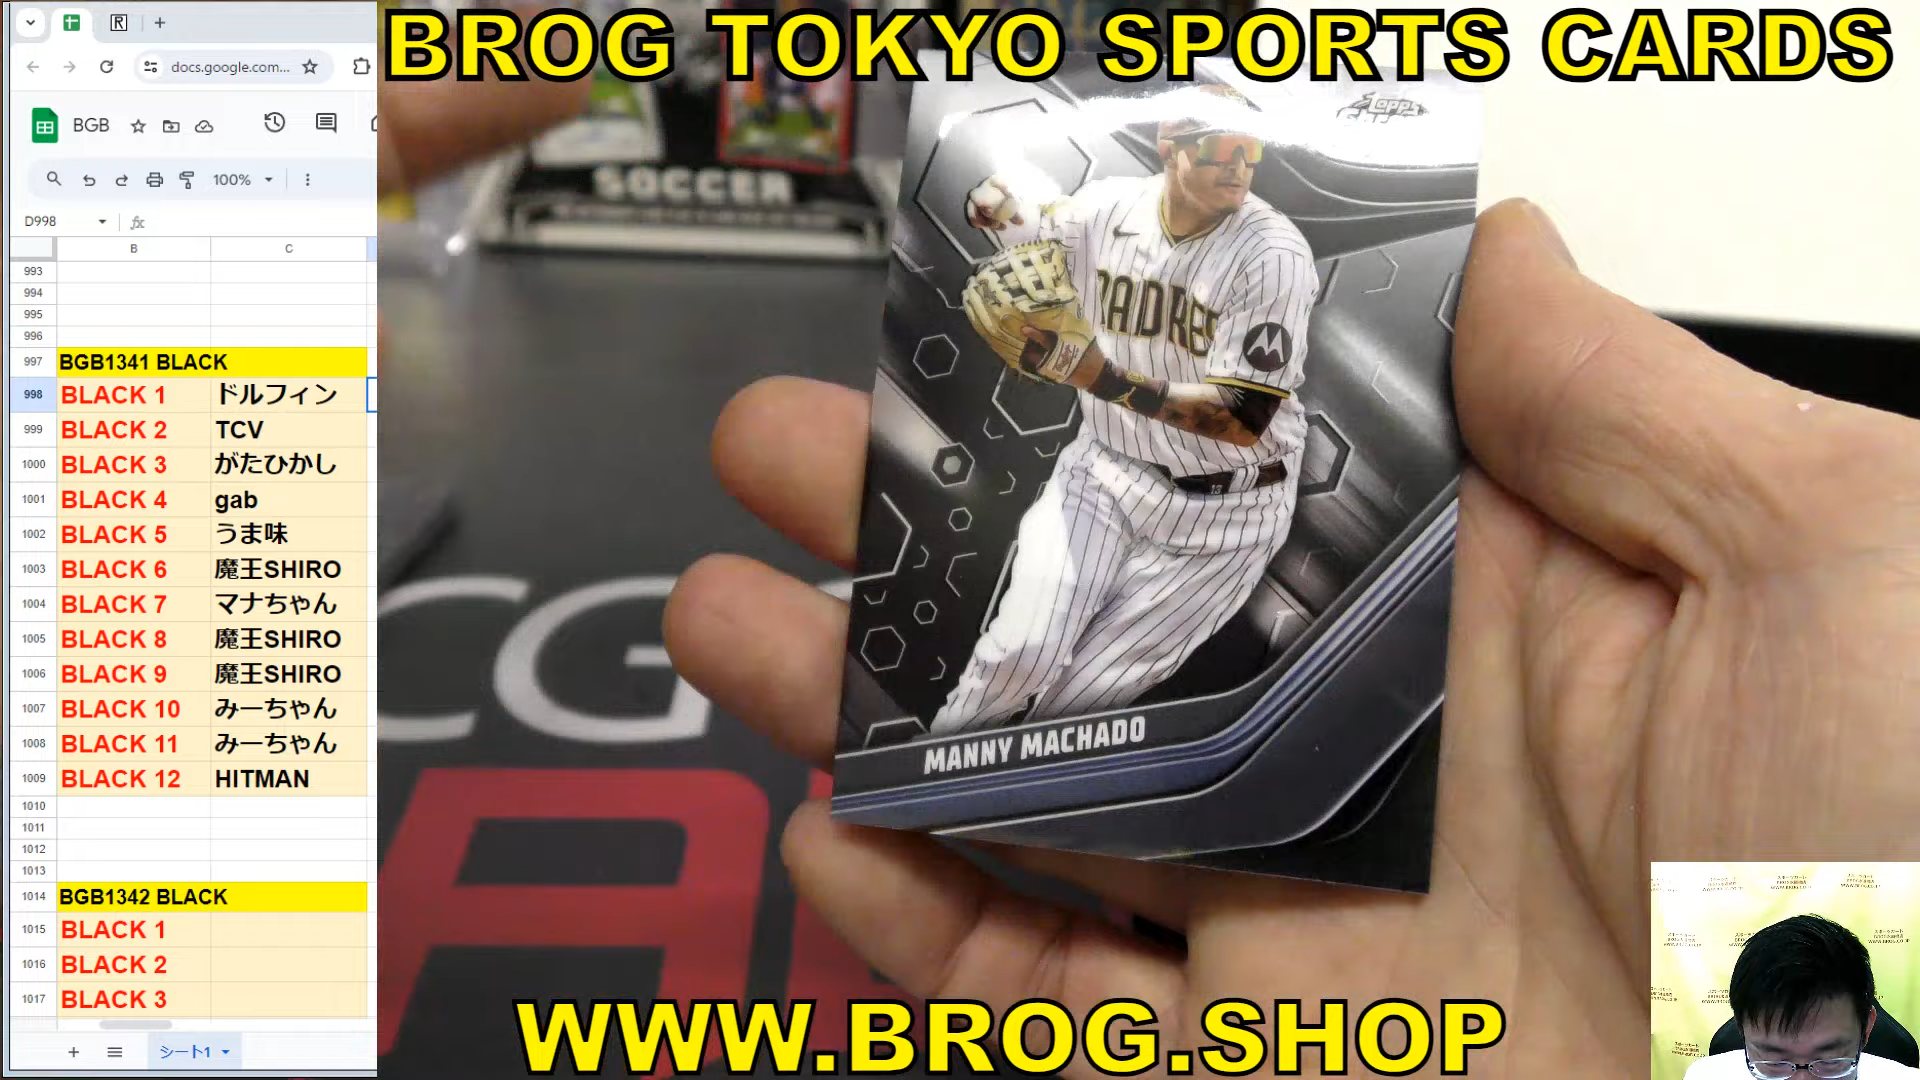 BROG TOKYO SPORTS CARDS
docs.google.com...
BGB
100%
D998
fx
B
C
993
994
995
996
997 BGB1341 BLACK
998 BLACK 1 ドルフィン
999 BLACK 2 TCV
1000 BLACK 3 がたひかし
1001 BLACK 4 gab
1002 BLACK 5 うま味
1003 BLACK 6 魔王SHIRO
1004 BLACK 7 マナちゃん
1005 BLACK 8 魔王SHIRO
1006 BLACK 9 魔王SHIRO
1007 BLACK 10 みーちゃん
1008 BLACK 11 みーちゃん
1009 BLACK 12 HITMAN
1010
1011
1012
1013
1014 BGB1342 BLACK
1015 BLACK 1
1016 BLACK 2
1017 BLACK 3
シート1
SOCCER
Topps
PADRES
13
MANNY MACHADO
CG
WWW.BROG.SHOP